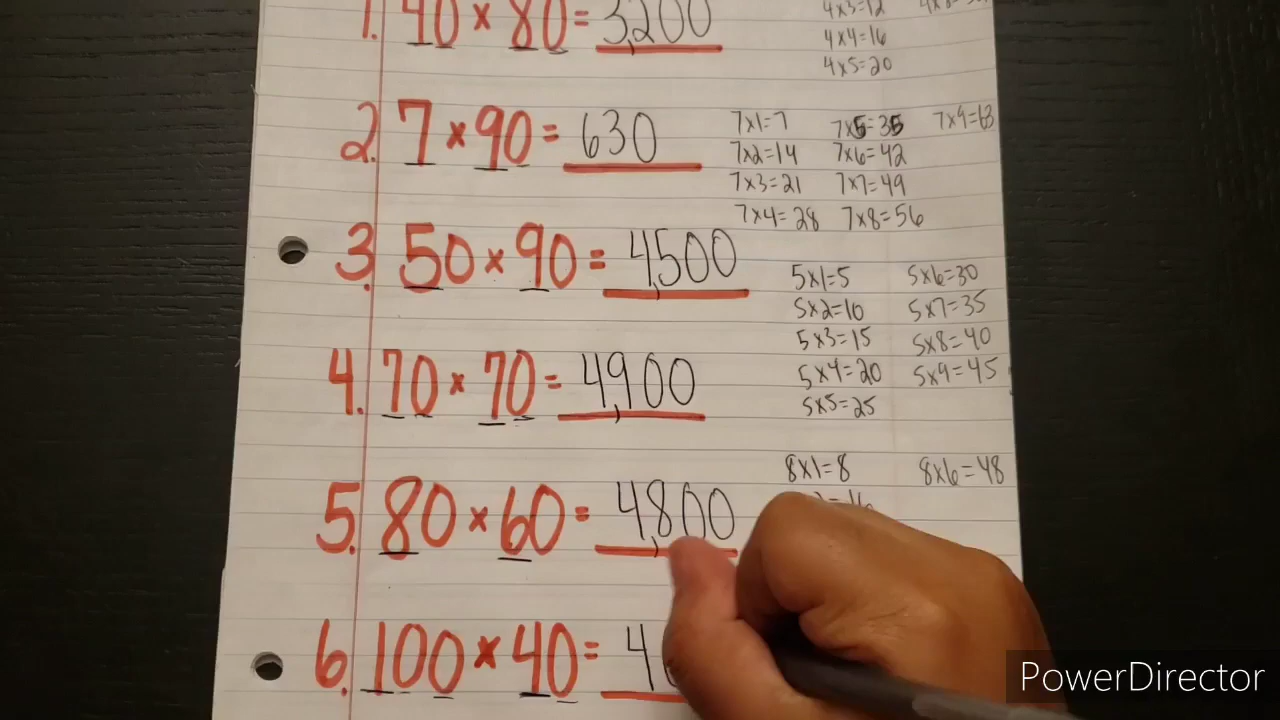 1. 40 × 80 = 3,200
4x3=12
4x4=16
4x5=20
2. 7 × 90 = 630
7x1=7 7x5=35 7x9=63
7x2=14 7x6=42
7x3=21 7x7=49
7x4=28 7x8=56
3. 50 × 90 = 4,500
5x1=5 5x6=30
5x2=10 5x7=35
5x3=15 5x8=40
5x4=20 5x9=45
5x5=25
4. 70 × 70 = 4,900
5. 80 × 60 = 4,800
8x1=8 8x6=48
6. 100 × 40 = 40
PowerDirector